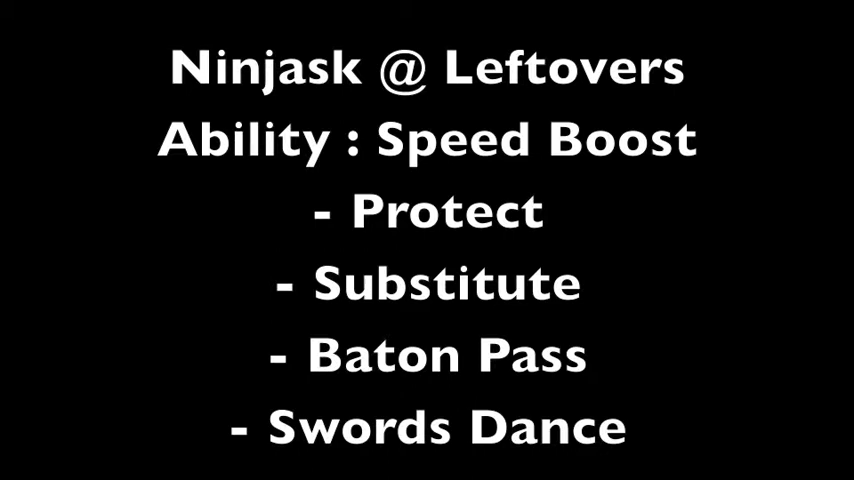 Ninjask @ Leftovers
Ability : Speed Boost
- Protect
- Substitute
- Baton Pass
- Swords Dance